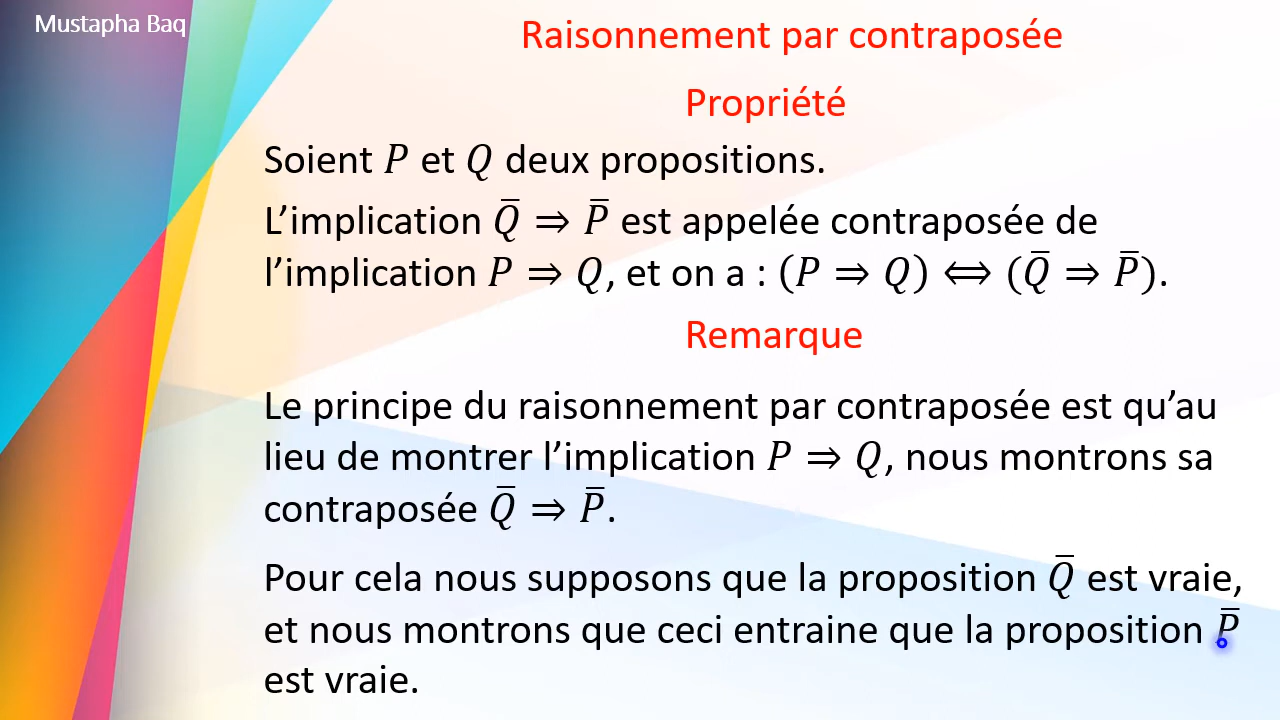 Mustapha Baq
Raisonnement par contraposée
Propriété
Soient P et Q deux propositions.
L’implication Q̅ ⇒ P̅ est appelée contraposée de
l’implication P ⇒ Q, et on a : (P ⇒ Q) ⟺ (Q̅ ⇒ P̅).
Remarque
Le principe du raisonnement par contraposée est qu’au
lieu de montrer l’implication P ⇒ Q, nous montrons sa
contraposée Q̅ ⇒ P̅.
Pour cela nous supposons que la proposition Q̅ est vraie,
et nous montrons que ceci entraine que la proposition P̅
est vraie.